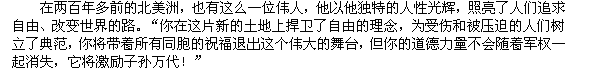 在两百年多前的北美洲，也有这么一位伟人，他以他独特的人性光辉，照亮了人们追求
自由、改变世界的路。“你在这片新的土地上捍卫了自由的理念，为受伤和被压迫的人们树
立了典范，你将带着所有同胞的祝福退出这个伟大的舞台，但你的道德力量不会随着军权一
起消失，它将激励子孙万代！”